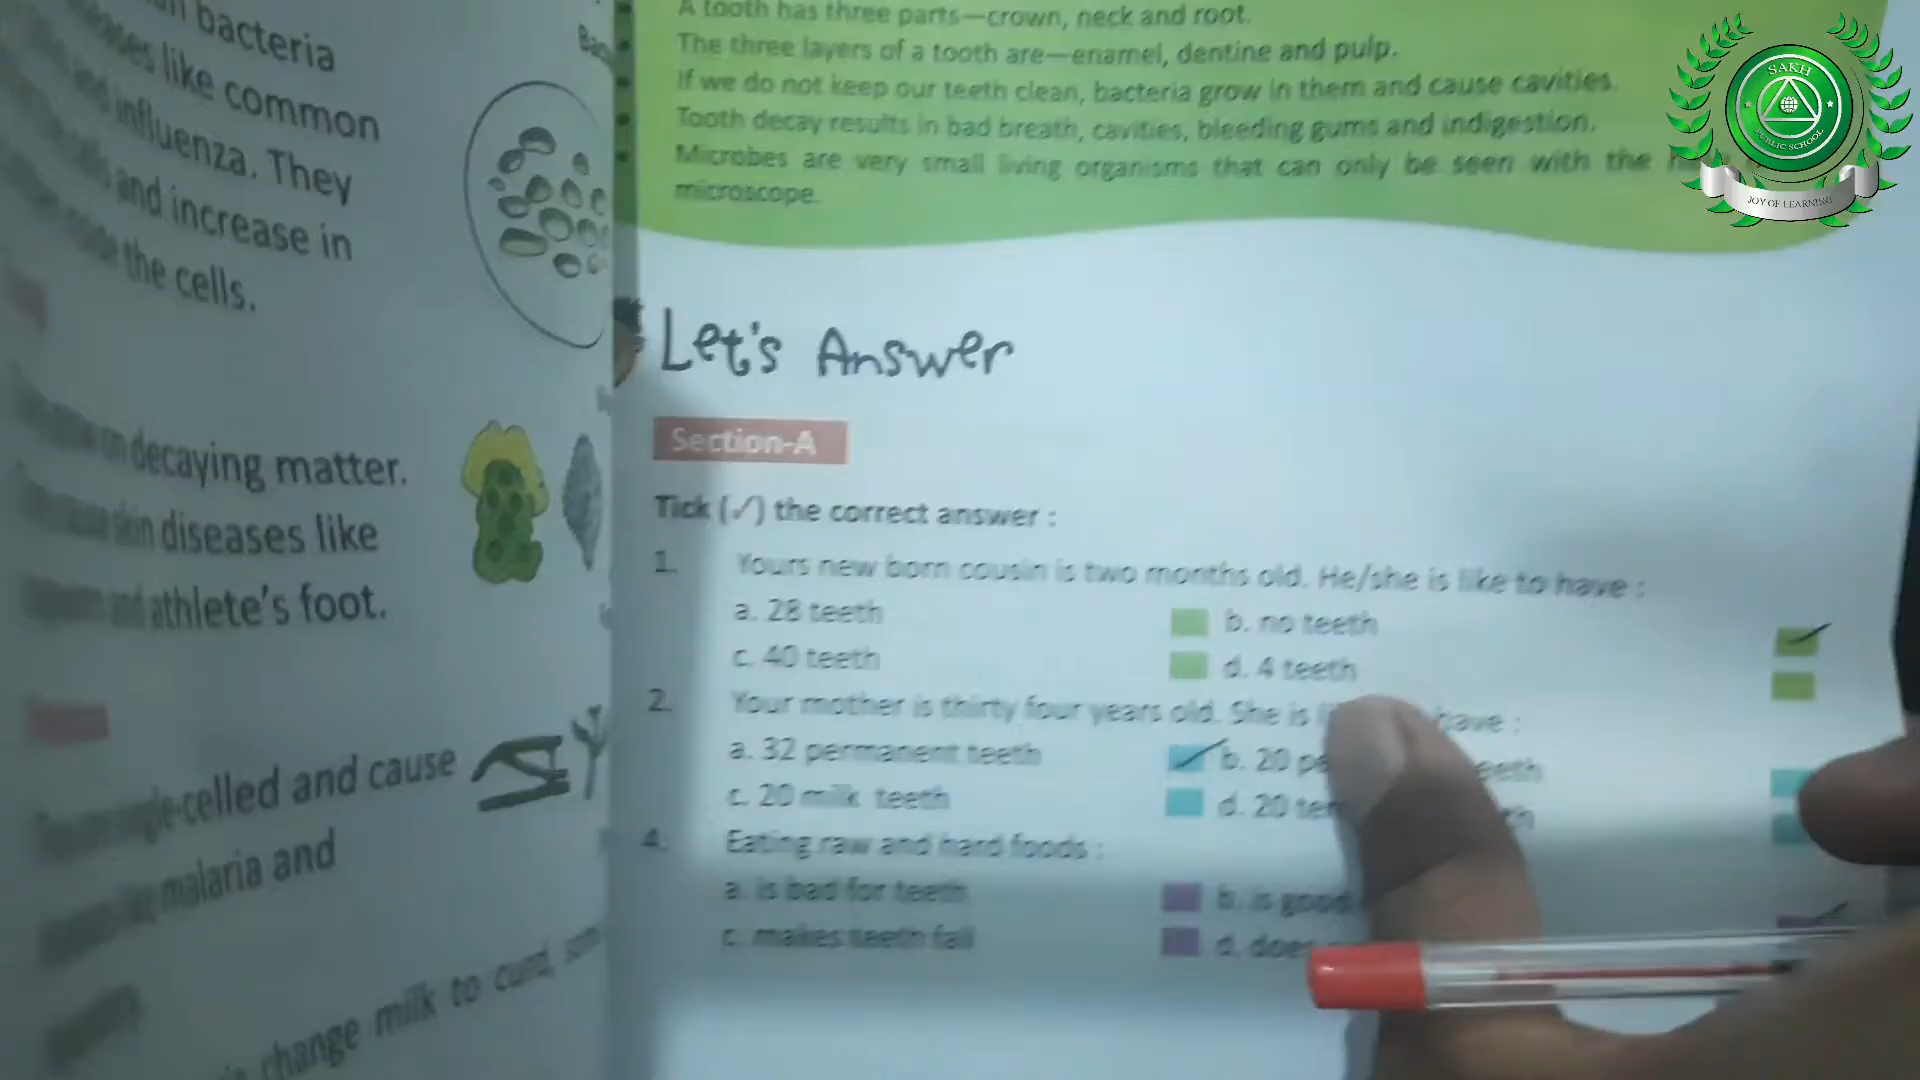 bacteria
like common
and influenza. They
and increase in
the cells.
on decaying matter.
skin diseases like
and athlete's foot.
celled and cause
malaria and
change milk to curd,
A tooth has three parts—crown, neck and root.
The three layers of a tooth are—enamel, dentine and pulp.
If we do not keep our teeth clean, bacteria grow in them and cause cavities.
Tooth decay results in bad breath, cavities, bleeding gums and indigestion.
Microbes are very small living organisms that can only be seen with the
microscope.
Let's Answer
Section-A
Tick (✓) the correct answer :
1. Yours new born cousin is two months old. He/she is like to have :
a. 28 teeth b. no teeth
c. 40 teeth d. 4 teeth
2. Your mother is thirty four years old. She is have :
a. 32 permanent teeth b. 20 teeth
c. 20 milk teeth d. 20
4. Eating raw and hard foods :
a. is bad for teeth b. is good
c. makes teeth fall d. does
SAKH
PUBLIC SCHOOL
JOY OF LEARNING